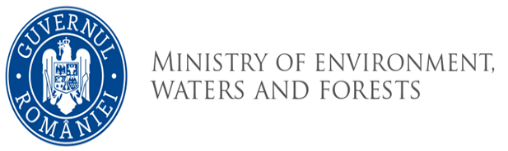 GUVERNUL
ROMÂNIEI
MINISTRY OF ENVIRONMENT,
WATERS AND FORESTS